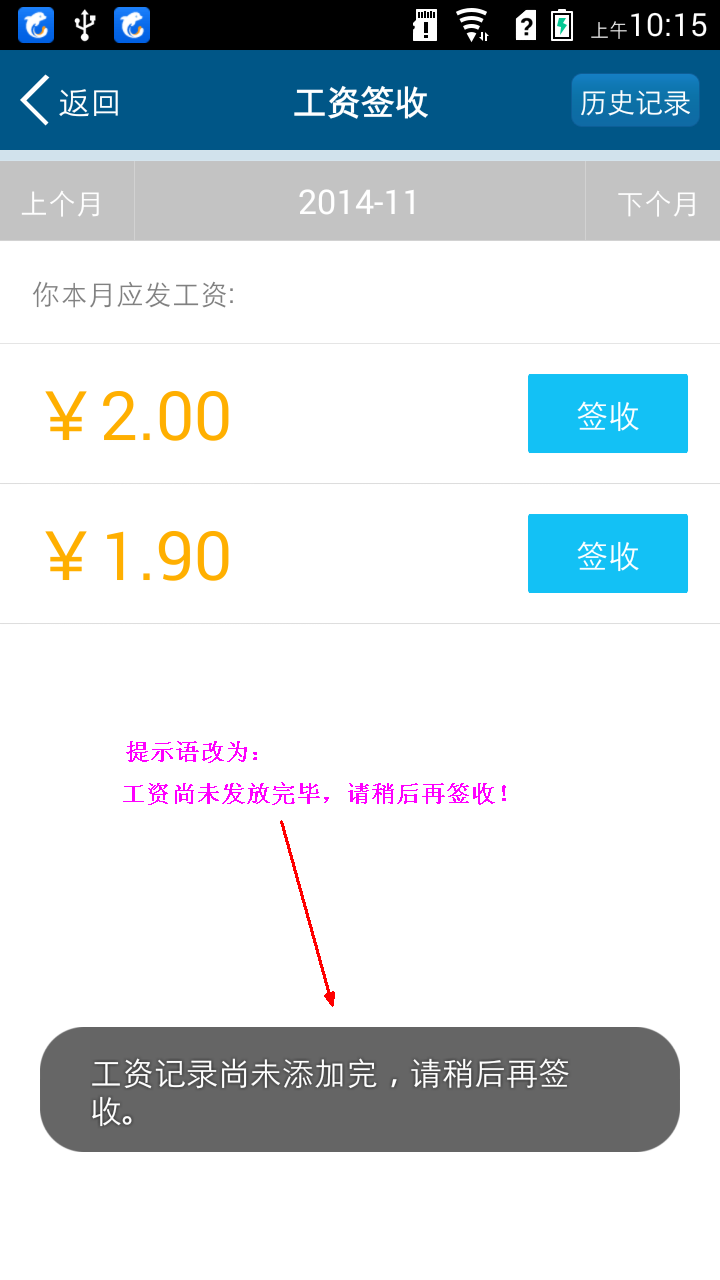 上午10:15
返回
工资签收
历史记录
上个月
2014-11
下个月
你本月应发工资:
￥2.00
签收
￥1.90
签收
提示语改为：
工资尚未发放完毕，请稍后再签收！
工资记录尚未添加完，请稍后再签
收。